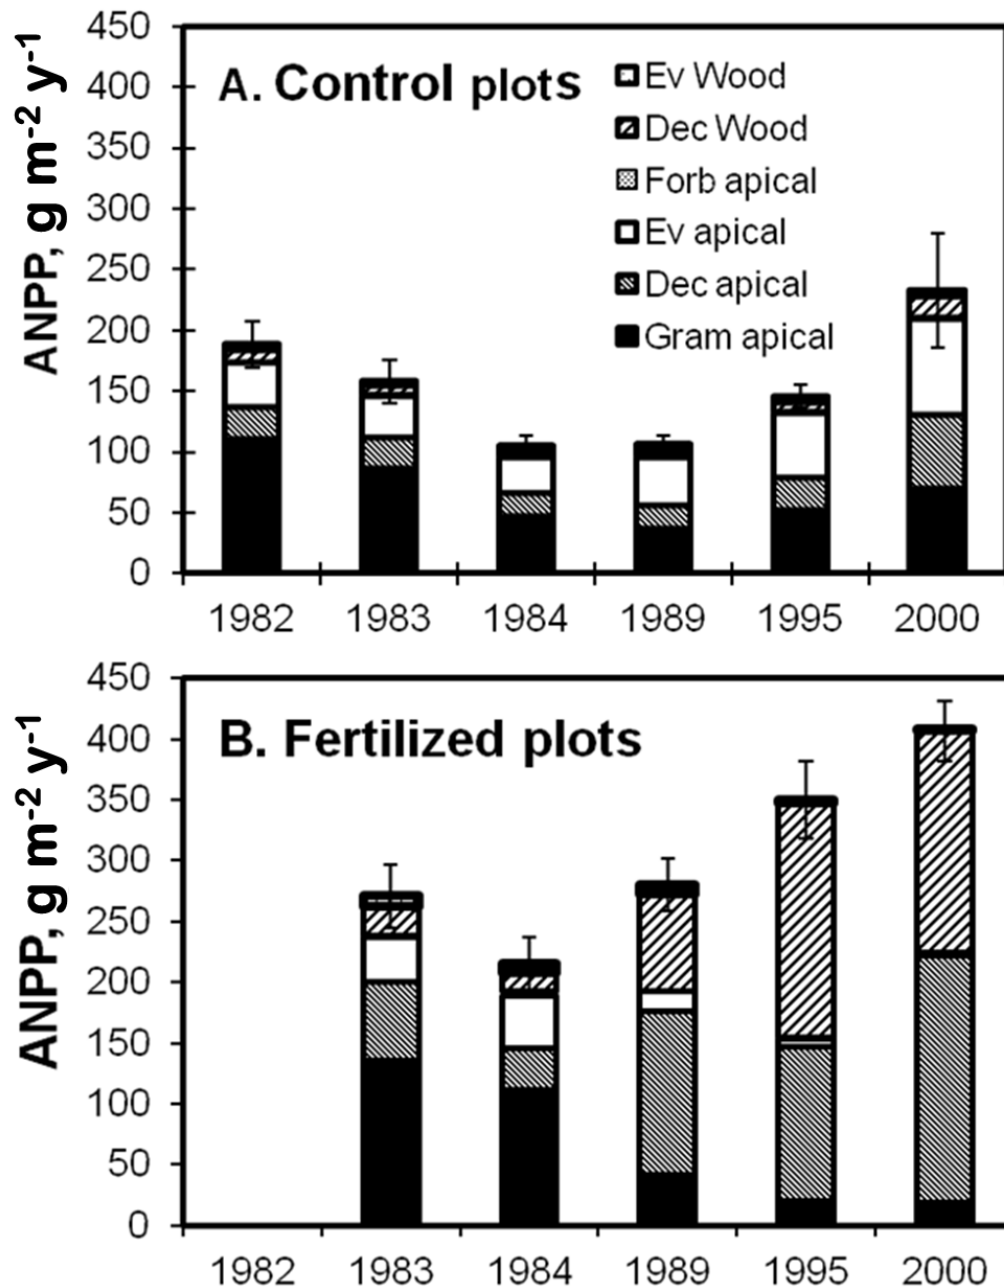 ANPP, g m⁻² y⁻¹
450
400
350
300
250
200
150
100
50
0
A. Control plots
Ev Wood
Dec Wood
Forb apical
Ev apical
Dec apical
Gram apical
1982 1983 1984 1989 1995 2000
ANPP, g m⁻² y⁻¹
450
400
350
300
250
200
150
100
50
0
B. Fertilized plots
1982 1983 1984 1989 1995 2000